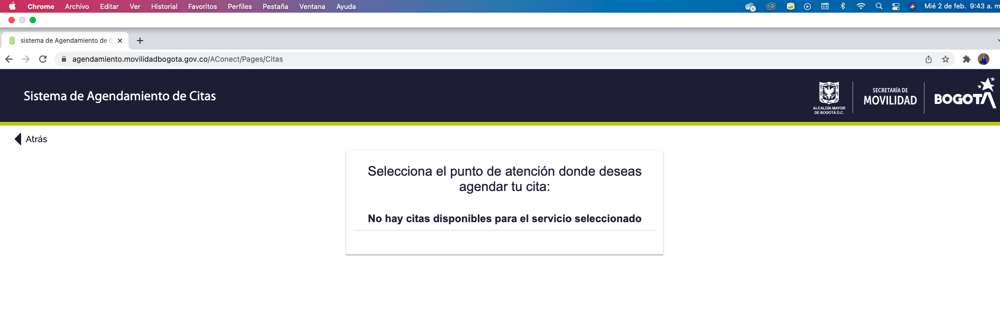 Chrome Archivo Editar Ver Historial Favoritos Perfiles Pestaña Ventana Ayuda Mié 2 de feb. 9:43 a. m
sistema de Agendamiento de C
agendamiento.movilidadbogota.gov.co/AConect/Pages/Citas
Sistema de Agendamiento de Citas
ALCALDÍA MAYOR
DE BOGOTÁ D.C.
SECRETARÍA DE
MOVILIDAD
BOGOTÁ
Atrás
Selecciona el punto de atención donde deseas
agendar tu cita:
No hay citas disponibles para el servicio seleccionado